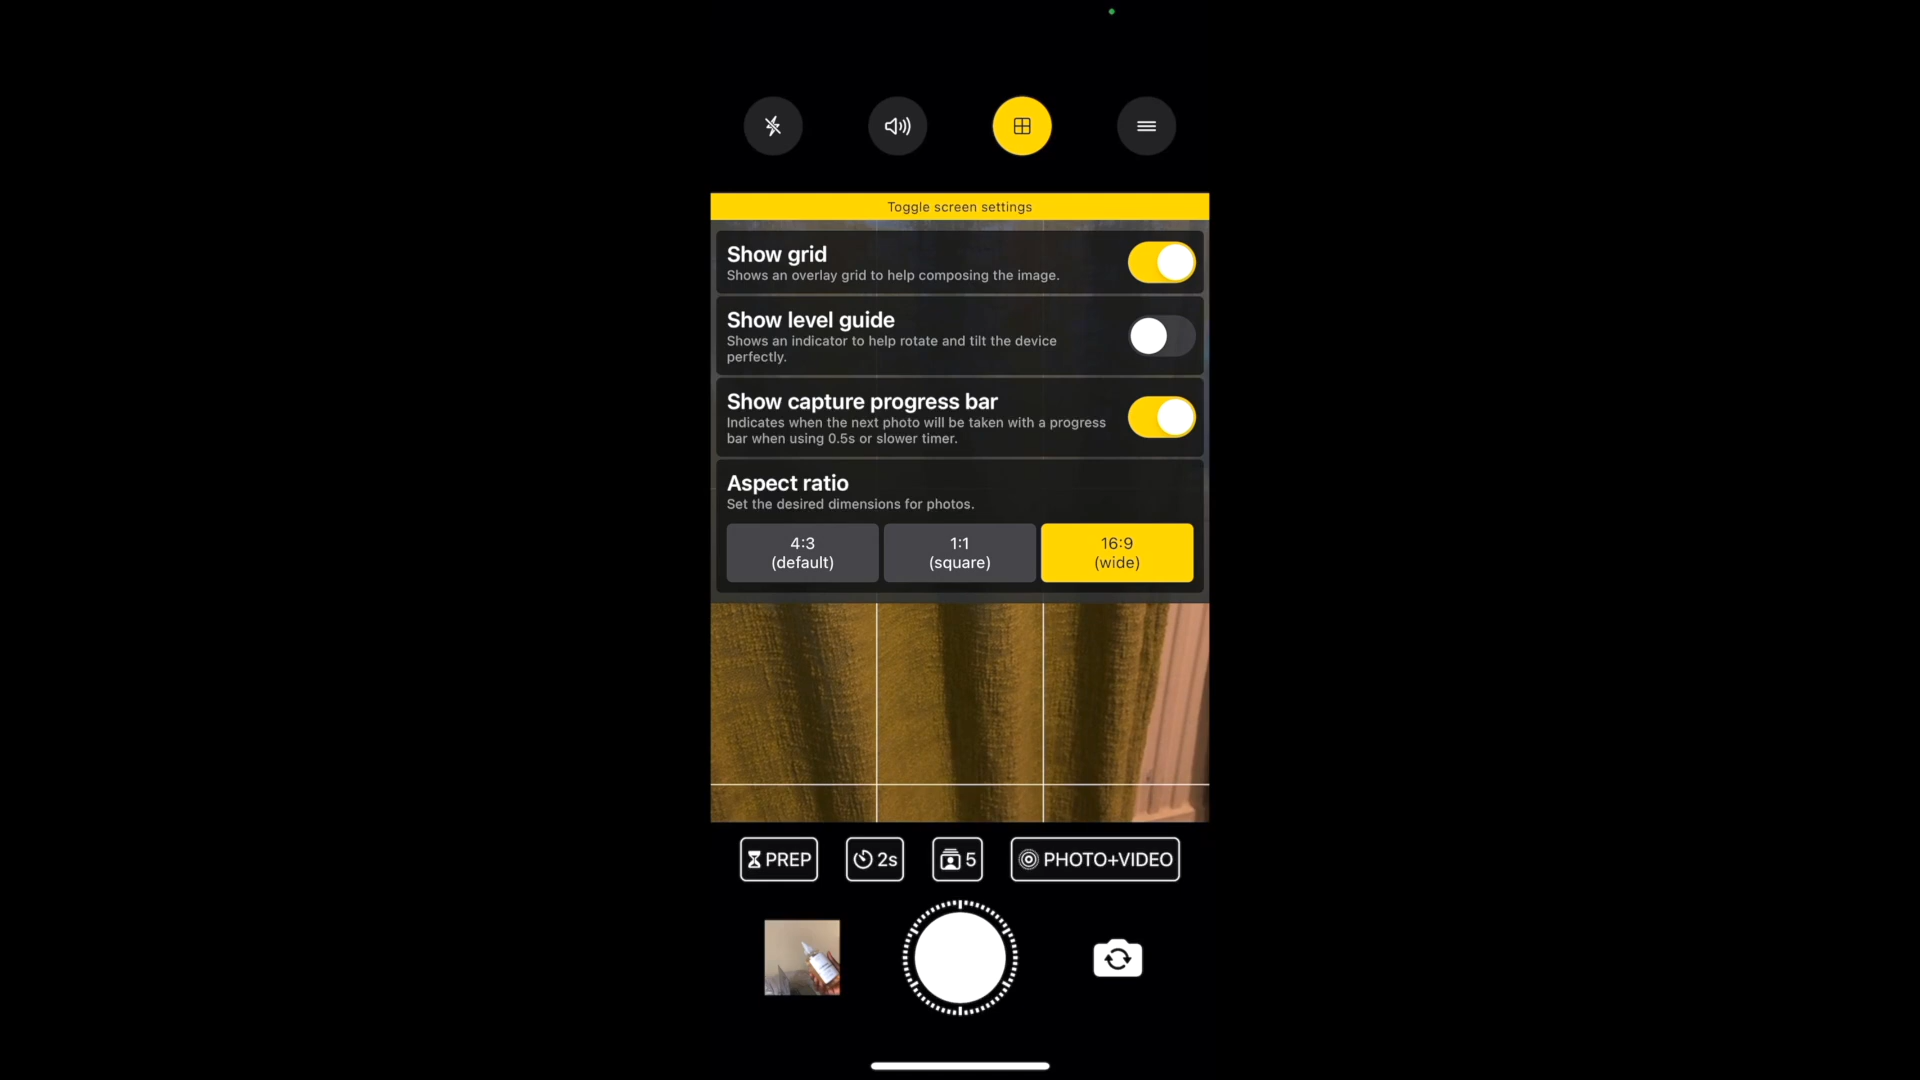 Toggle screen settings
Show grid
Shows an overlay grid to help composing the image.
Show level guide
Shows an indicator to help rotate and tilt the device
perfectly.
Show capture progress bar
Indicates when the next photo will be taken with a progress
bar when using 0.5s or slower timer.
Aspect ratio
Set the desired dimensions for photos.
4:3
(default)
1:1
(square)
16:9
(wide)
PREP
2s
5
PHOTO+VIDEO